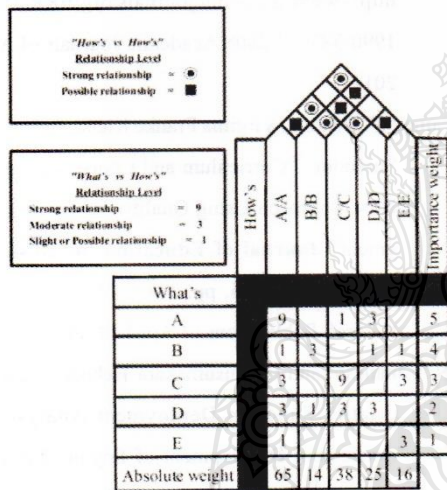 "How's vs How's"
Relationship Level
Strong relationship =
Possible relationship =
"What's vs How's"
Relationship Level
Strong relationship = 9
Moderate relationship = 3
Slight or Possible relationship = 1
How's A/A B/B C/C D/D E/E Importance weight
What's
A 9 1 3 5
B 1 3 1 1 4
C 3 9 3 3
D 3 1 3 3 2
E 1 3 1
Absolute weight 65 14 38 25 16